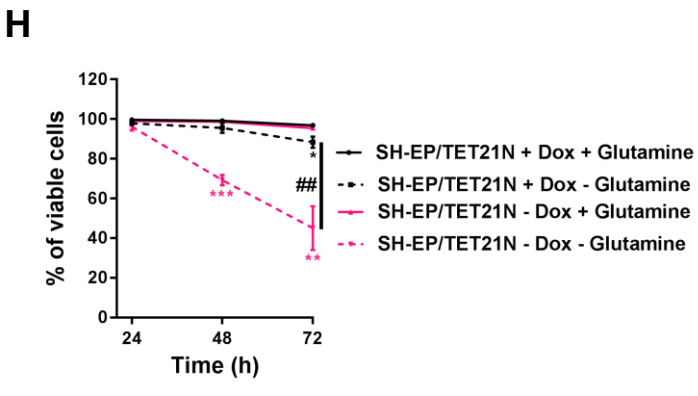 H
120
100
80
60
40
20
0
% of viable cells
*
##
***
**
24 48 72
Time (h)
SH-EP/TET21N + Dox + Glutamine
SH-EP/TET21N + Dox - Glutamine
SH-EP/TET21N - Dox + Glutamine
SH-EP/TET21N - Dox - Glutamine